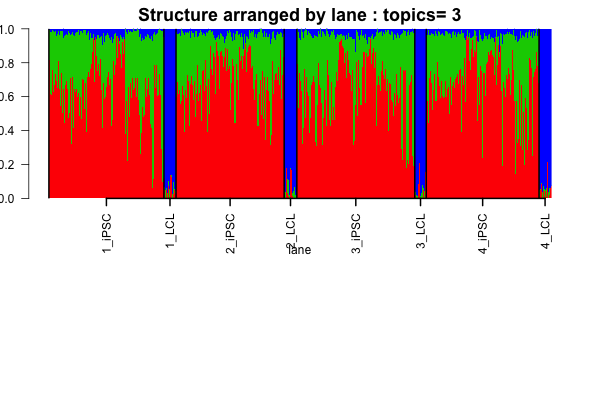 Structure arranged by lane : topics= 3
1.0
0.8
0.6
0.4
0.2
0.0
1_iPSC
1_LCL
2_iPSC
2_LCL
3_iPSC
3_LCL
4_iPSC
4_LCL
lane